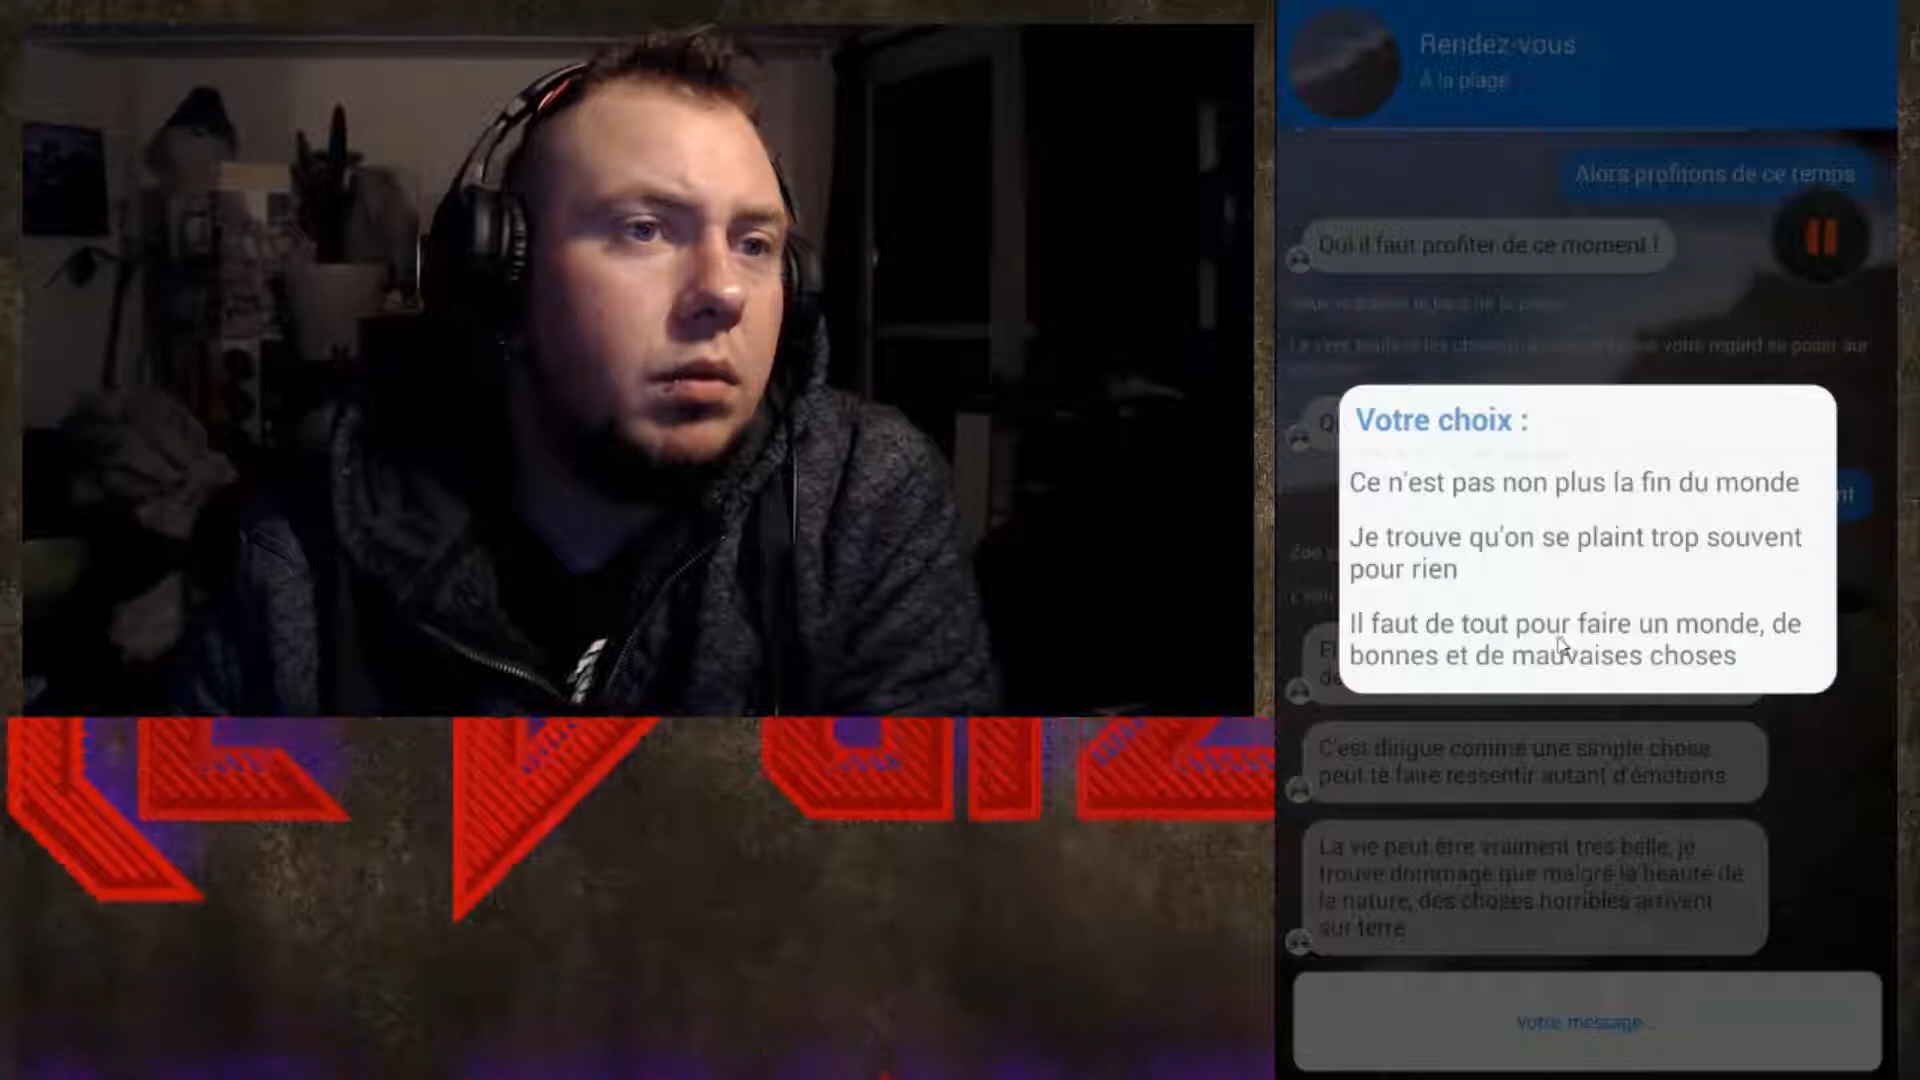 Rendez-vous
À la plage
Alors profitons de ce temps
Oui il faut profiter de ce moment !
Votre choix :
Ce n'est pas non plus la fin du monde
Je trouve qu'on se plaint trop souvent
pour rien
Il faut de tout pour faire un monde, de
bonnes et de mauvaises choses
C'est dingue comme une simple chose
peut te faire ressentir autant d'émotions
La vie peut être vraiment très belle, je
trouve dommage que malgré la beauté de
la nature, des choses horribles arrivent
sur terre
Votre message...